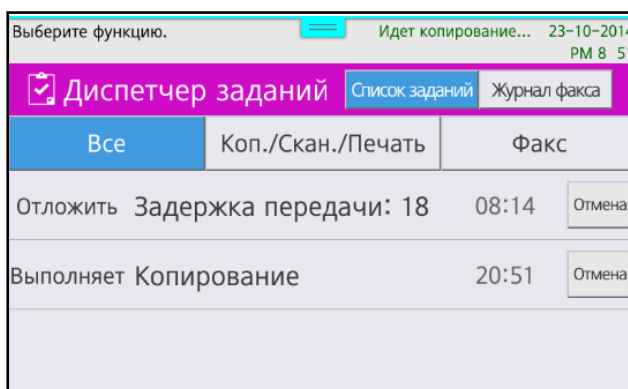 Выберите функцию. Идет копирование... 23-10-2014
PM 8 51
Диспетчер заданий Список заданий Журнал факса
Все Коп./Скан./Печать Факс
Отложить Задержка передачи: 18 08:14 Отмена
Выполняет Копирование 20:51 Отмена